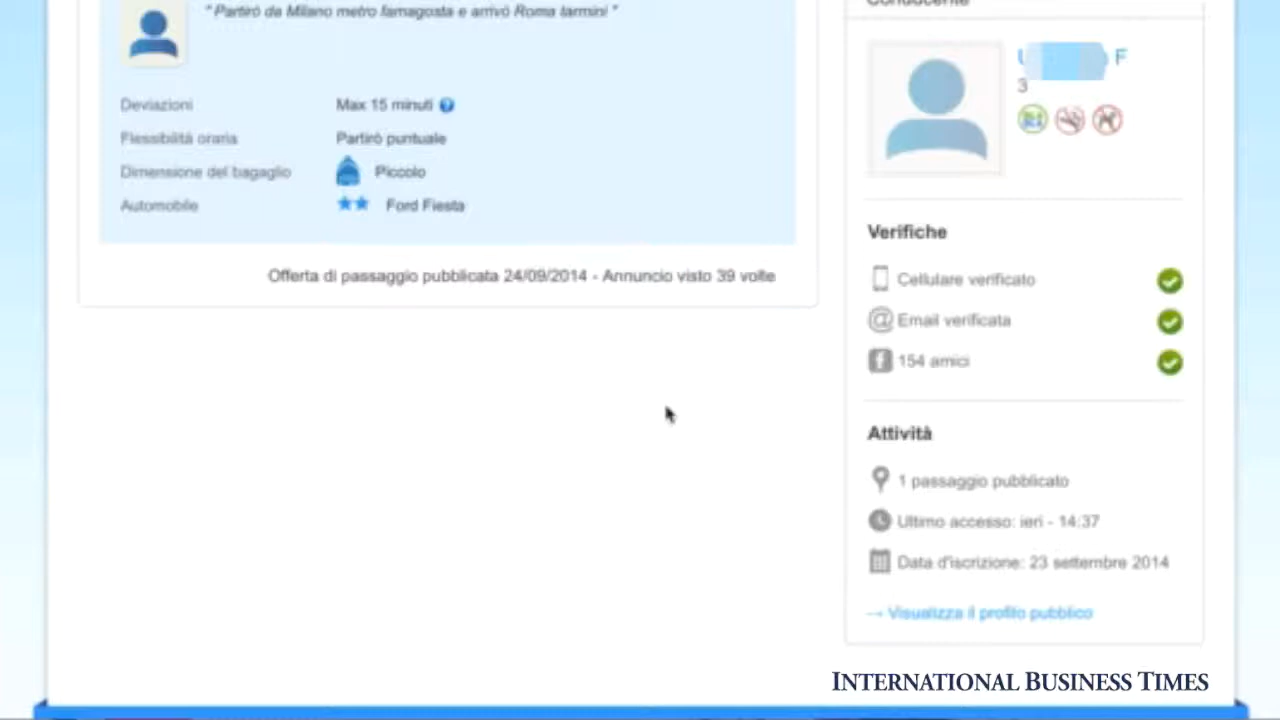 " Partirò da Milano metro famagosta e arrivò Roma tarmini "
Deviazioni Max 15 minuti ?
Flessibilità oraria Partirò puntuale
Dimensione del bagaglio Piccolo
Automobile Ford Fiesta
Offerta di passaggio pubblicata 24/09/2014 - Annuncio visto 39 volte
Conducente
F
3
Verifiche
Cellulare verificato
Email verificata
154 amici
Attività
1 passaggio pubblicato
Ultimo accesso: ieri - 14:37
Data d'iscrizione: 23 settembre 2014
→ Visualizza il profilo pubblico
INTERNATIONAL BUSINESS TIMES